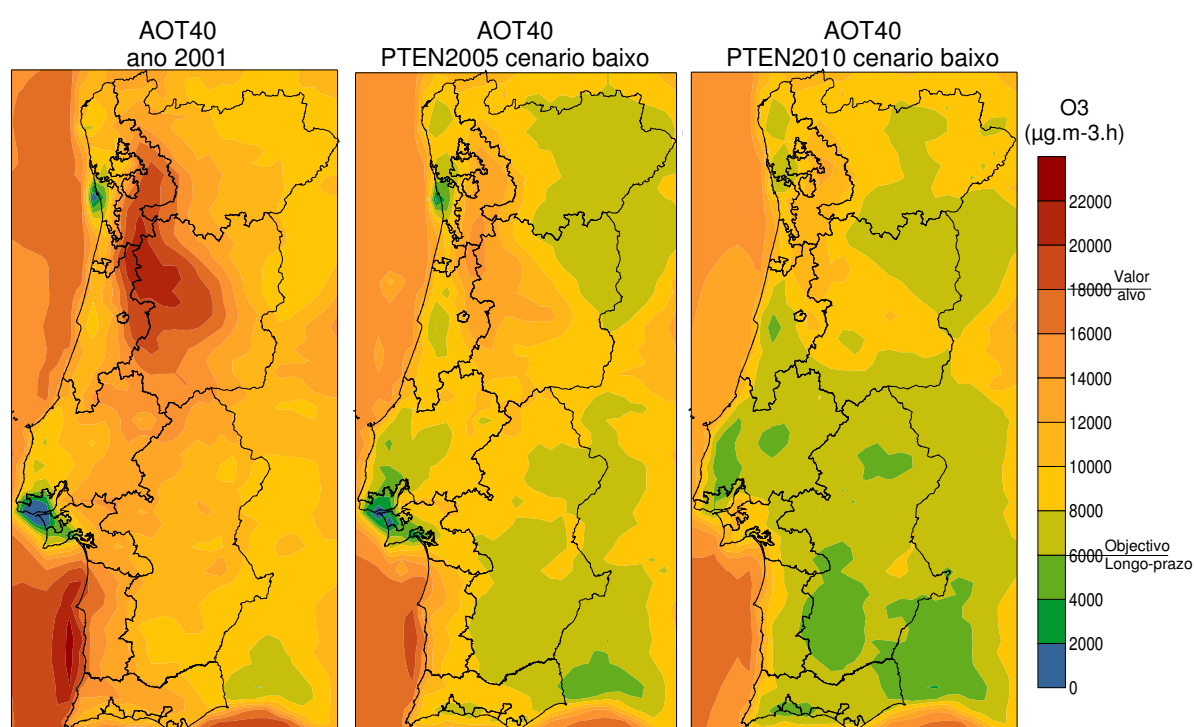 AOT40
ano 2001
AOT40
PTEN2005 cenario baixo
AOT40
PTEN2010 cenario baixo
O3
(µg.m-3.h)
22000
20000
Valor
18000
alvo
16000
14000
12000
10000
8000
Objectivo
6000
Longo-prazo
4000
2000
0